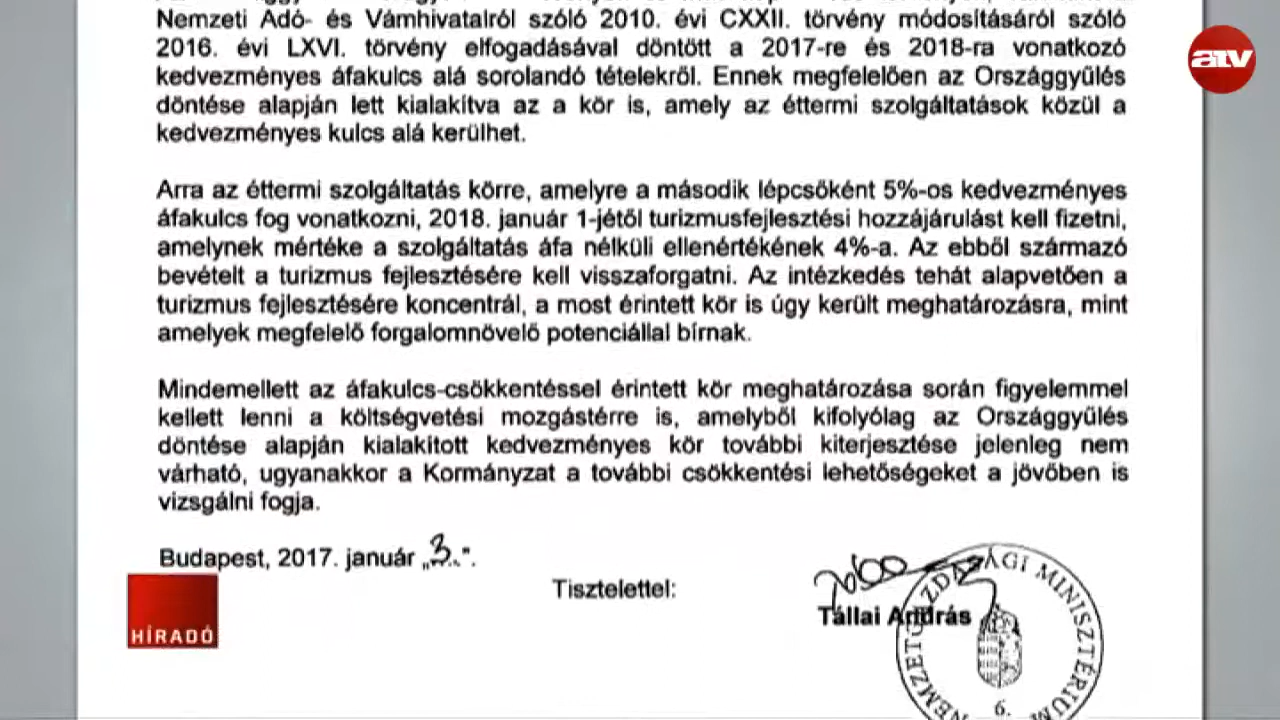 Nemzeti Adó- és Vámhivatalról szóló 2010. évi CXXII. törvény módosításáról szóló
2016. évi LXVI. törvény elfogadásával döntött a 2017-re és 2018-ra vonatkozó
kedvezményes áfakulcs alá sorolandó tételekről. Ennek megfelelően az Országgyűlés
döntése alapján lett kialakítva az a kör is, amely az éttermi szolgáltatások közül a
kedvezményes kulcs alá kerülhet.
Arra az éttermi szolgáltatás körre, amelyre a második lépcsőként 5%-os kedvezményes
áfakulcs fog vonatkozni, 2018. január 1-jétől turizmusfejlesztési hozzájárulást kell fizetni,
amelynek mértéke a szolgáltatás áfa nélküli ellenértékének 4%-a. Az ebből származó
bevételt a turizmus fejlesztésére kell visszaforgatni. Az intézkedés tehát alapvetően a
turizmus fejlesztésére koncentrál, a most érintett kör is úgy került meghatározásra, mint
amelyek megfelelő forgalomnövelő potenciállal bírnak.
Mindemellett az áfakulcs-csökkentéssel érintett kör meghatározása során figyelemmel
kellett lenni a költségvetési mozgástérre is, amelyből kifolyólag az Országgyűlés
döntése alapján kialakított kedvezményes kör további kiterjesztése jelenleg nem
várható, ugyanakkor a Kormányzat a további csökkentési lehetőségeket a jövőben is
vizsgálni fogja.
Budapest, 2017. január „3.".
Tisztelettel:
Tállai András
NEMZETGAZDASÁGI MINISZTÉRIUM
6.
HÍRADÓ
atv